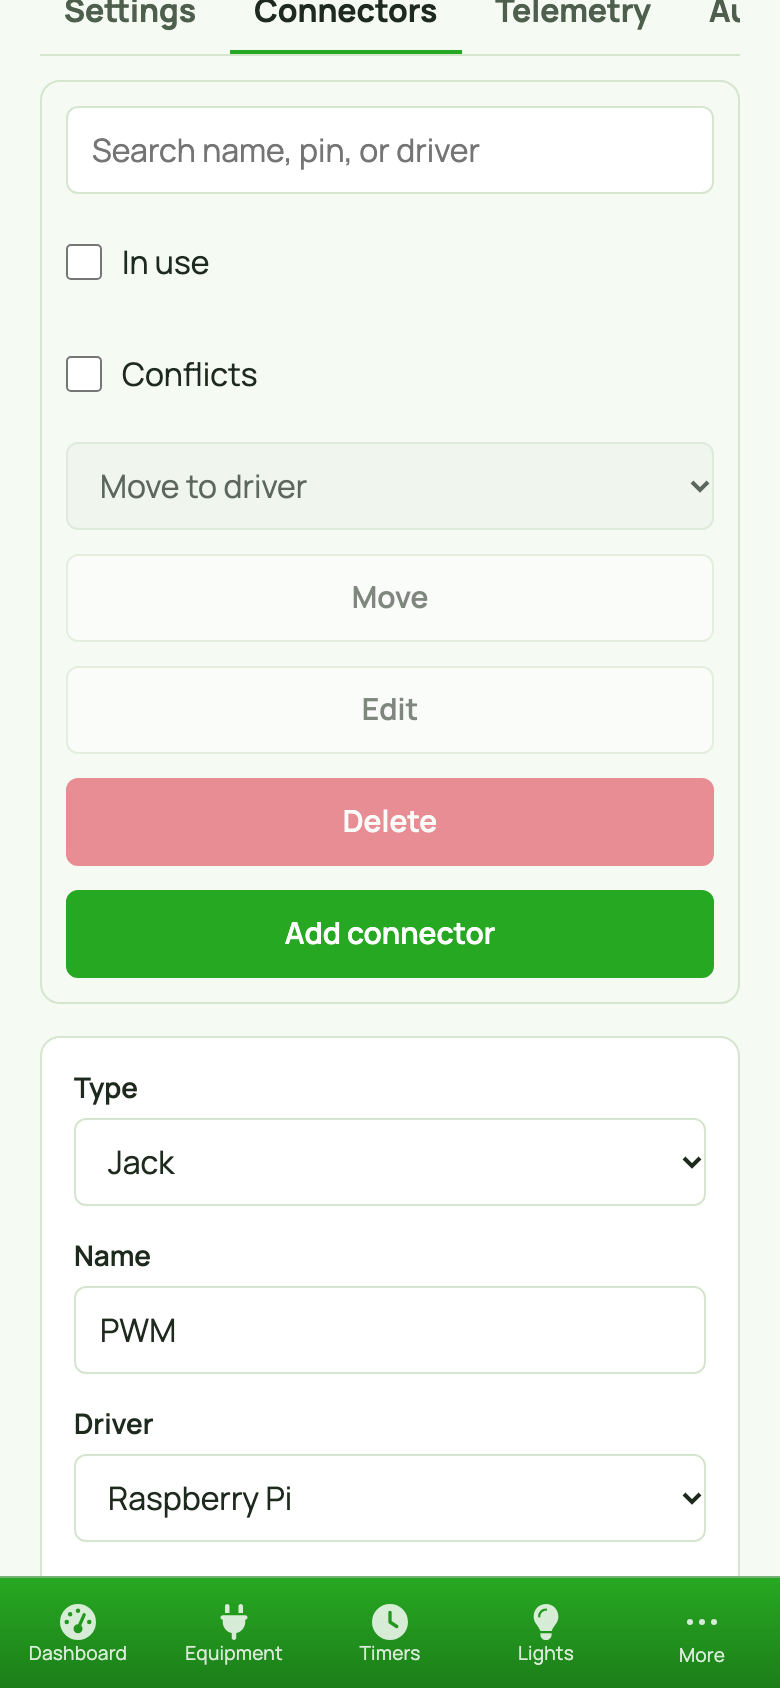 Settings
Connectors
Telemetry
Search name, pin, or driver
In use
Conflicts
Move to driver
Move
Edit
Delete
Add connector
Type
Jack
Name
PWM
Driver
Raspberry Pi
Dashboard
Equipment
Timers
Lights
More